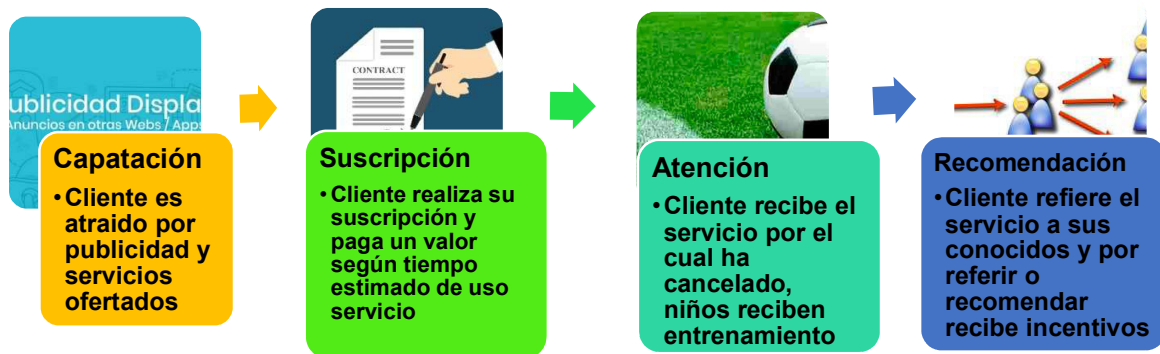 ublicidad Displa
Anuncios en otras Webs / Apps
Capatación
• Cliente es
atraido por
publicidad y
servicios
ofertados
CONTRACT
Suscripción
• Cliente realiza su
suscripción y
paga un valor
según tiempo
estimado de uso
servicio
Atención
• Cliente recibe el
servicio por el
cual ha
cancelado,
niños reciben
entrenamiento
Recomendación
• Cliente refiere el
servicio a sus
conocidos y por
referir o
recomendar
recibe incentivos